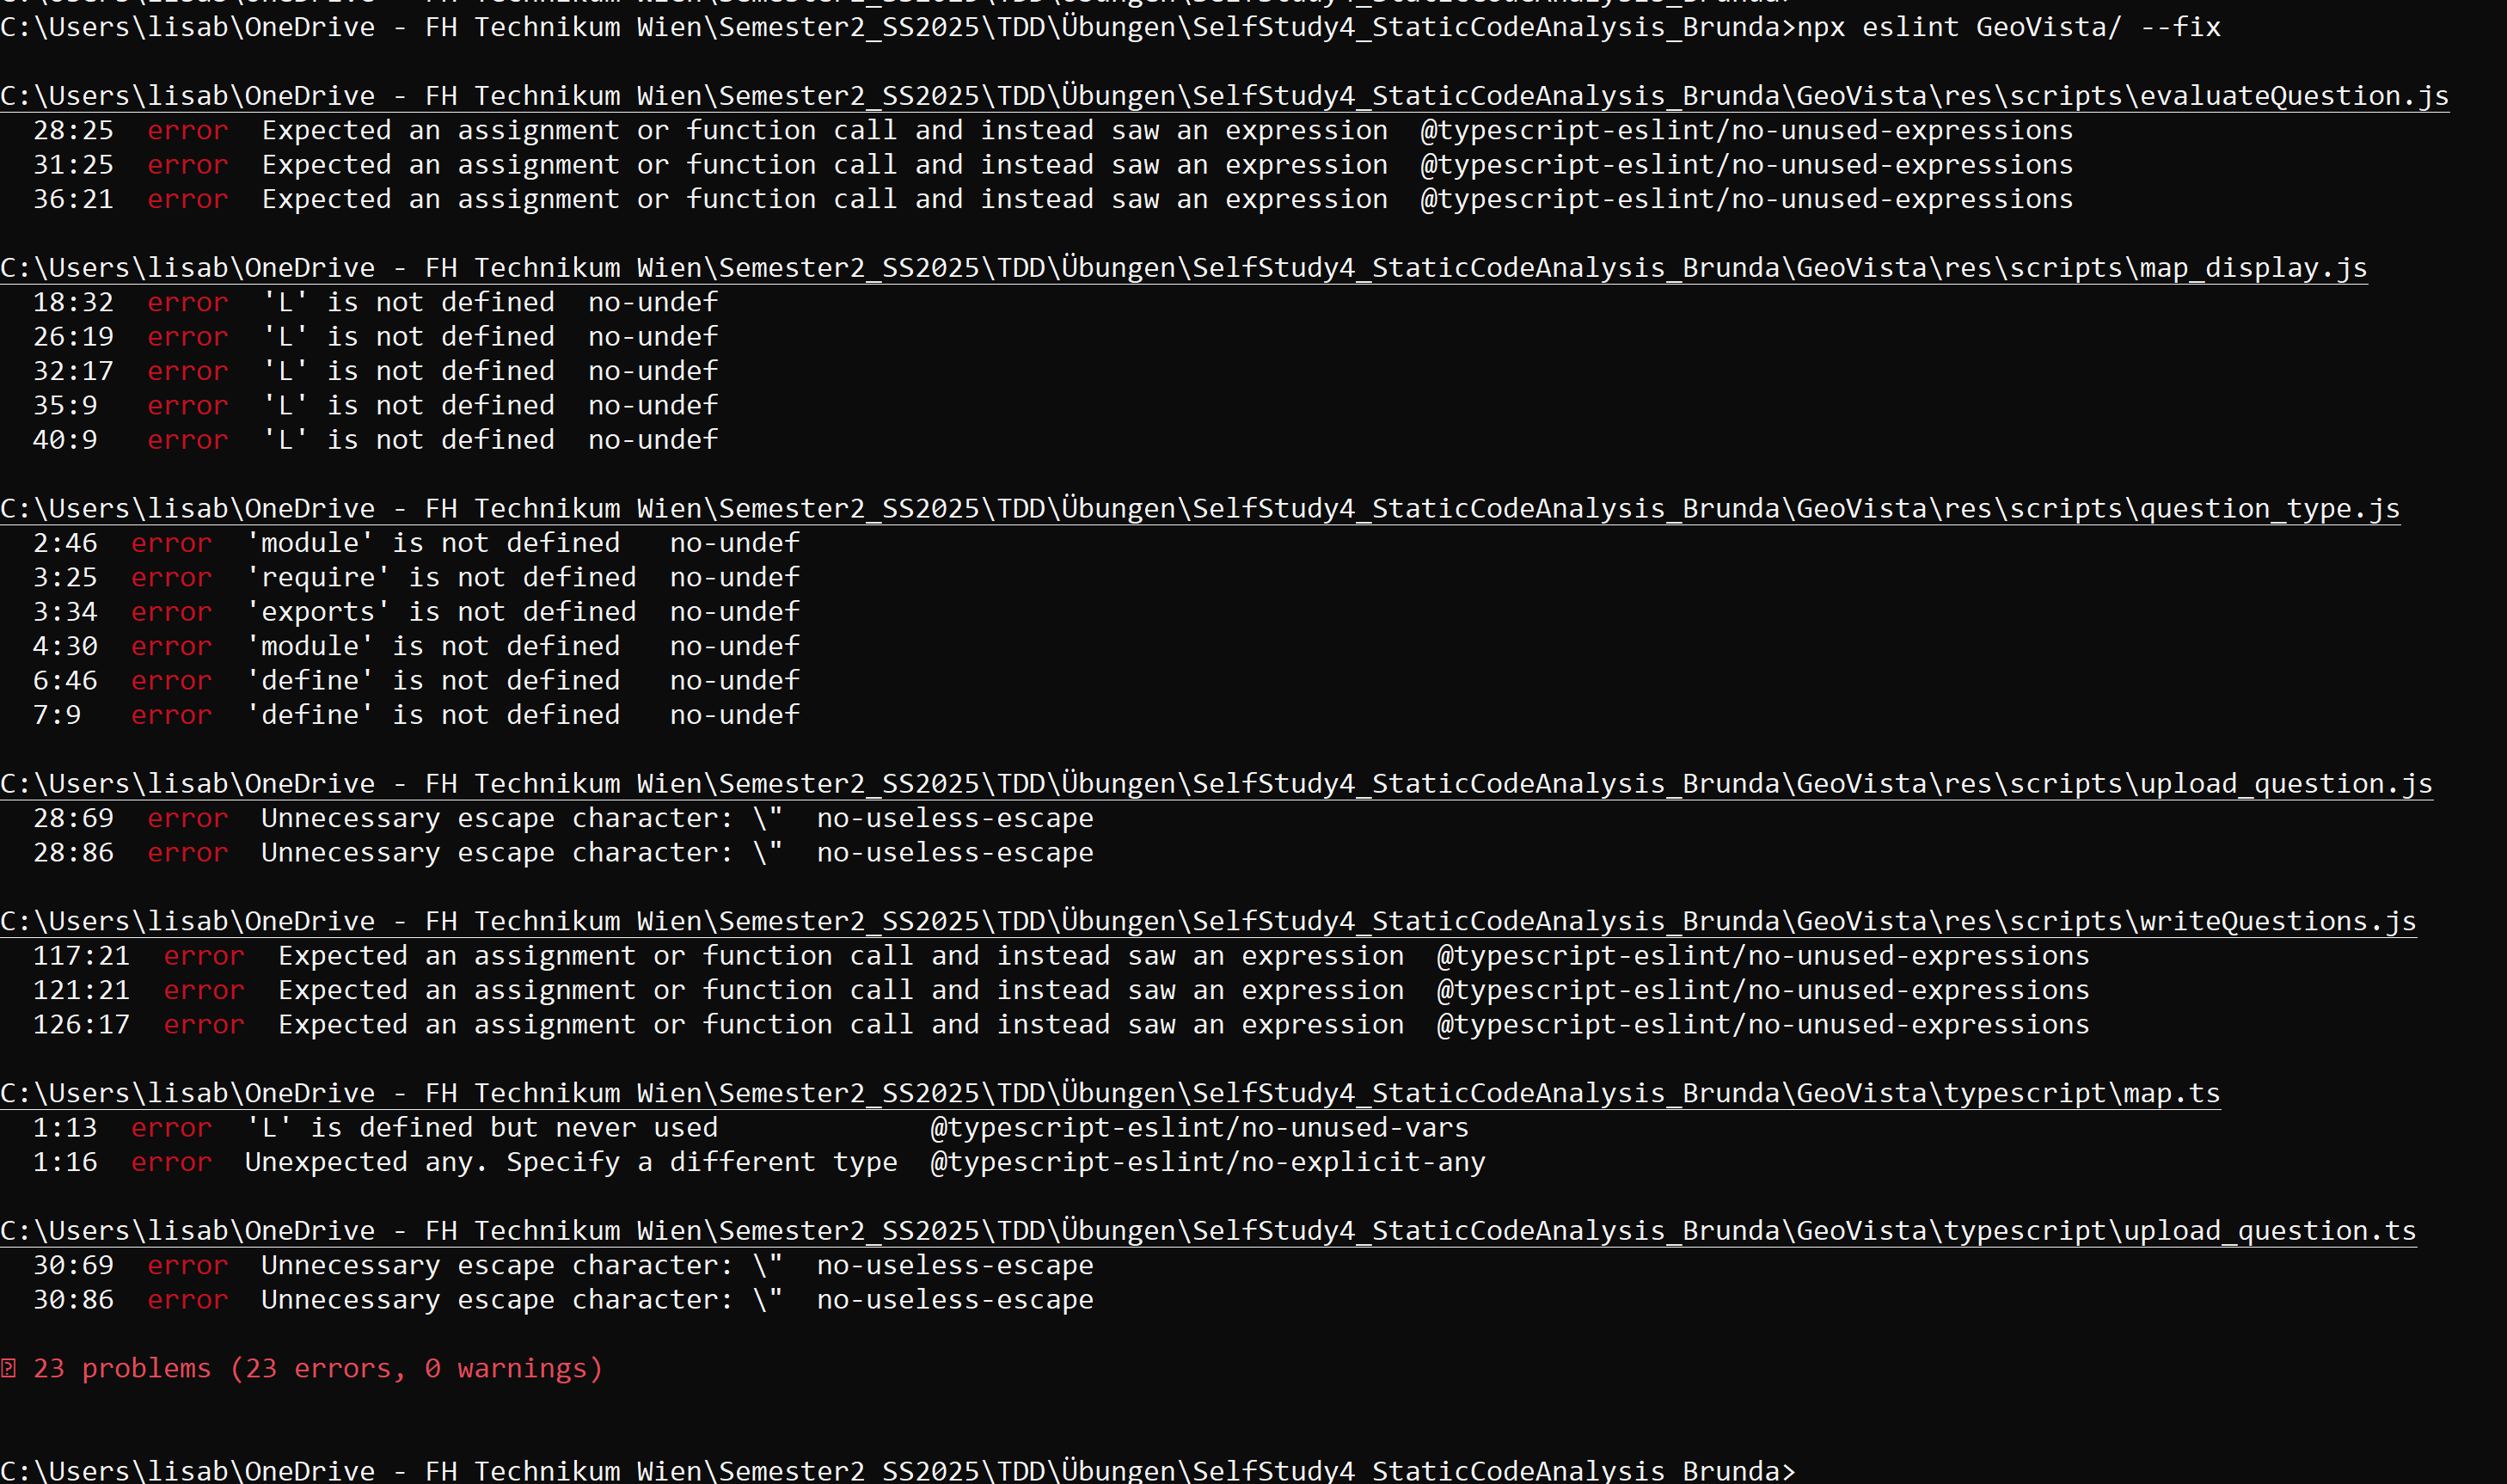 C:\Users\lisab\OneDrive - FH Technikum Wien\Semester2_SS2025\TDD\Übungen\SelfStudy4_StaticCodeAnalysis_Brunda>
C:\Users\lisab\OneDrive - FH Technikum Wien\Semester2_SS2025\TDD\Übungen\SelfStudy4_StaticCodeAnalysis_Brunda>npx eslint GeoVista/ --fix
C:\Users\lisab\OneDrive - FH Technikum Wien\Semester2_SS2025\TDD\Übungen\SelfStudy4_StaticCodeAnalysis_Brunda\GeoVista\res\scripts\evaluateQuestion.js
28:25 error Expected an assignment or function call and instead saw an expression @typescript-eslint/no-unused-expressions
31:25 error Expected an assignment or function call and instead saw an expression @typescript-eslint/no-unused-expressions
36:21 error Expected an assignment or function call and instead saw an expression @typescript-eslint/no-unused-expressions
C:\Users\lisab\OneDrive - FH Technikum Wien\Semester2_SS2025\TDD\Übungen\SelfStudy4_StaticCodeAnalysis_Brunda\GeoVista\res\scripts\map_display.js
18:32 error 'L' is not defined no-undef
26:19 error 'L' is not defined no-undef
32:17 error 'L' is not defined no-undef
35:9 error 'L' is not defined no-undef
40:9 error 'L' is not defined no-undef
C:\Users\lisab\OneDrive - FH Technikum Wien\Semester2_SS2025\TDD\Übungen\SelfStudy4_StaticCodeAnalysis_Brunda\GeoVista\res\scripts\question_type.js
2:46 error 'module' is not defined no-undef
3:25 error 'require' is not defined no-undef
3:34 error 'exports' is not defined no-undef
4:30 error 'module' is not defined no-undef
6:46 error 'define' is not defined no-undef
7:9 error 'define' is not defined no-undef
C:\Users\lisab\OneDrive - FH Technikum Wien\Semester2_SS2025\TDD\Übungen\SelfStudy4_StaticCodeAnalysis_Brunda\GeoVista\res\scripts\upload_question.js
28:69 error Unnecessary escape character: \" no-useless-escape
28:86 error Unnecessary escape character: \" no-useless-escape
C:\Users\lisab\OneDrive - FH Technikum Wien\Semester2_SS2025\TDD\Übungen\SelfStudy4_StaticCodeAnalysis_Brunda\GeoVista\res\scripts\writeQuestions.js
117:21 error Expected an assignment or function call and instead saw an expression @typescript-eslint/no-unused-expressions
121:21 error Expected an assignment or function call and instead saw an expression @typescript-eslint/no-unused-expressions
126:17 error Expected an assignment or function call and instead saw an expression @typescript-eslint/no-unused-expressions
C:\Users\lisab\OneDrive - FH Technikum Wien\Semester2_SS2025\TDD\Übungen\SelfStudy4_StaticCodeAnalysis_Brunda\GeoVista\typescript\map.ts
1:13 error 'L' is defined but never used @typescript-eslint/no-unused-vars
1:16 error Unexpected any. Specify a different type @typescript-eslint/no-explicit-any
C:\Users\lisab\OneDrive - FH Technikum Wien\Semester2_SS2025\TDD\Übungen\SelfStudy4_StaticCodeAnalysis_Brunda\GeoVista\typescript\upload_question.ts
30:69 error Unnecessary escape character: \" no-useless-escape
30:86 error Unnecessary escape character: \" no-useless-escape
23 problems (23 errors, 0 warnings)
C:\Users\lisab\OneDrive - FH Technikum Wien\Semester2_SS2025\TDD\Übungen\SelfStudy4_StaticCodeAnalysis_Brunda>